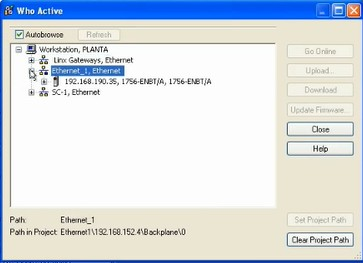 Who Active
Autobrowse
Refresh
Workstation, PLANTA
Linx Gateways, Ethernet
Ethernet_1, Ethernet
192.168.190.35, 1756-ENBT/A, 1756-ENBT/A
SC-1, Ethernet
Go Online
Upload...
Download
Update Firmware...
Close
Help
Path: Ethernet_1
Path in Project: Ethernet1\192.168.152.4\Backplane\0
Set Project Path
Clear Project Path